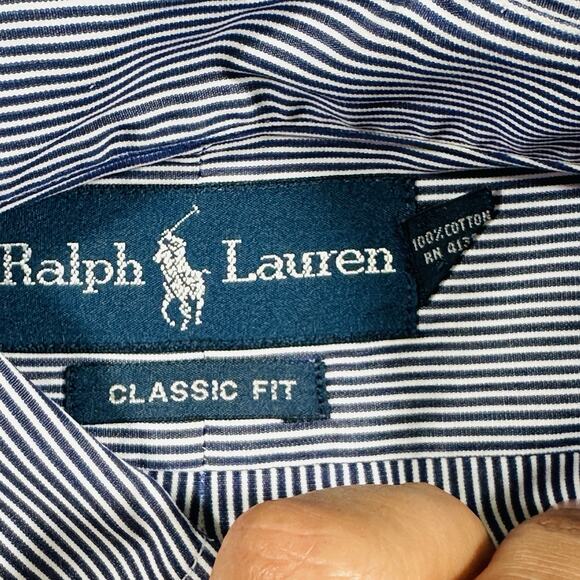 Ralph Lauren
100% COTTON
RN 413
CLASSIC FIT